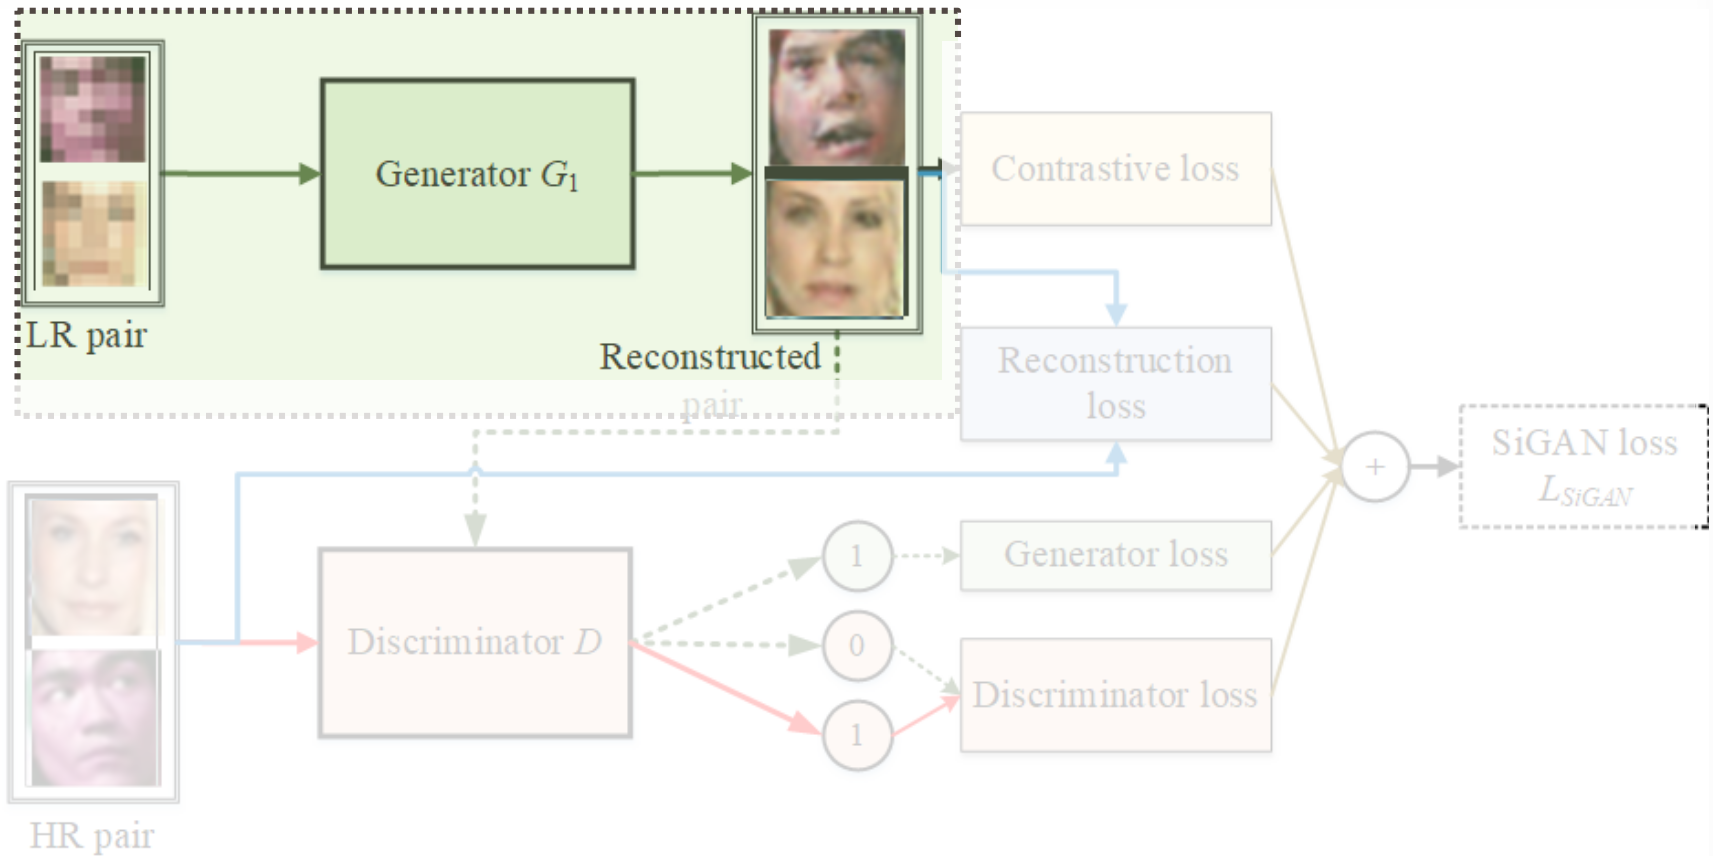 Generator G1
LR pair
Reconstructed
pair
Contrastive loss
Reconstruction
loss
SiGAN loss
LSiGAN
+
Generator loss
Discriminator D
1
0
1
Discriminator loss
HR pair